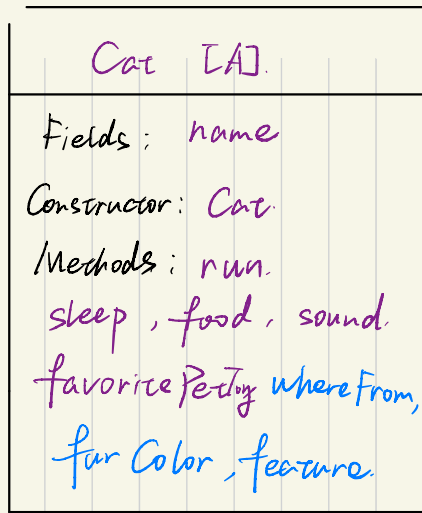 Cat [A].
Fields: name
Constructor: Cat.
Methods: run.
sleep, food, sound.
favoritePetToy whereFrom,
fur Color, feature.